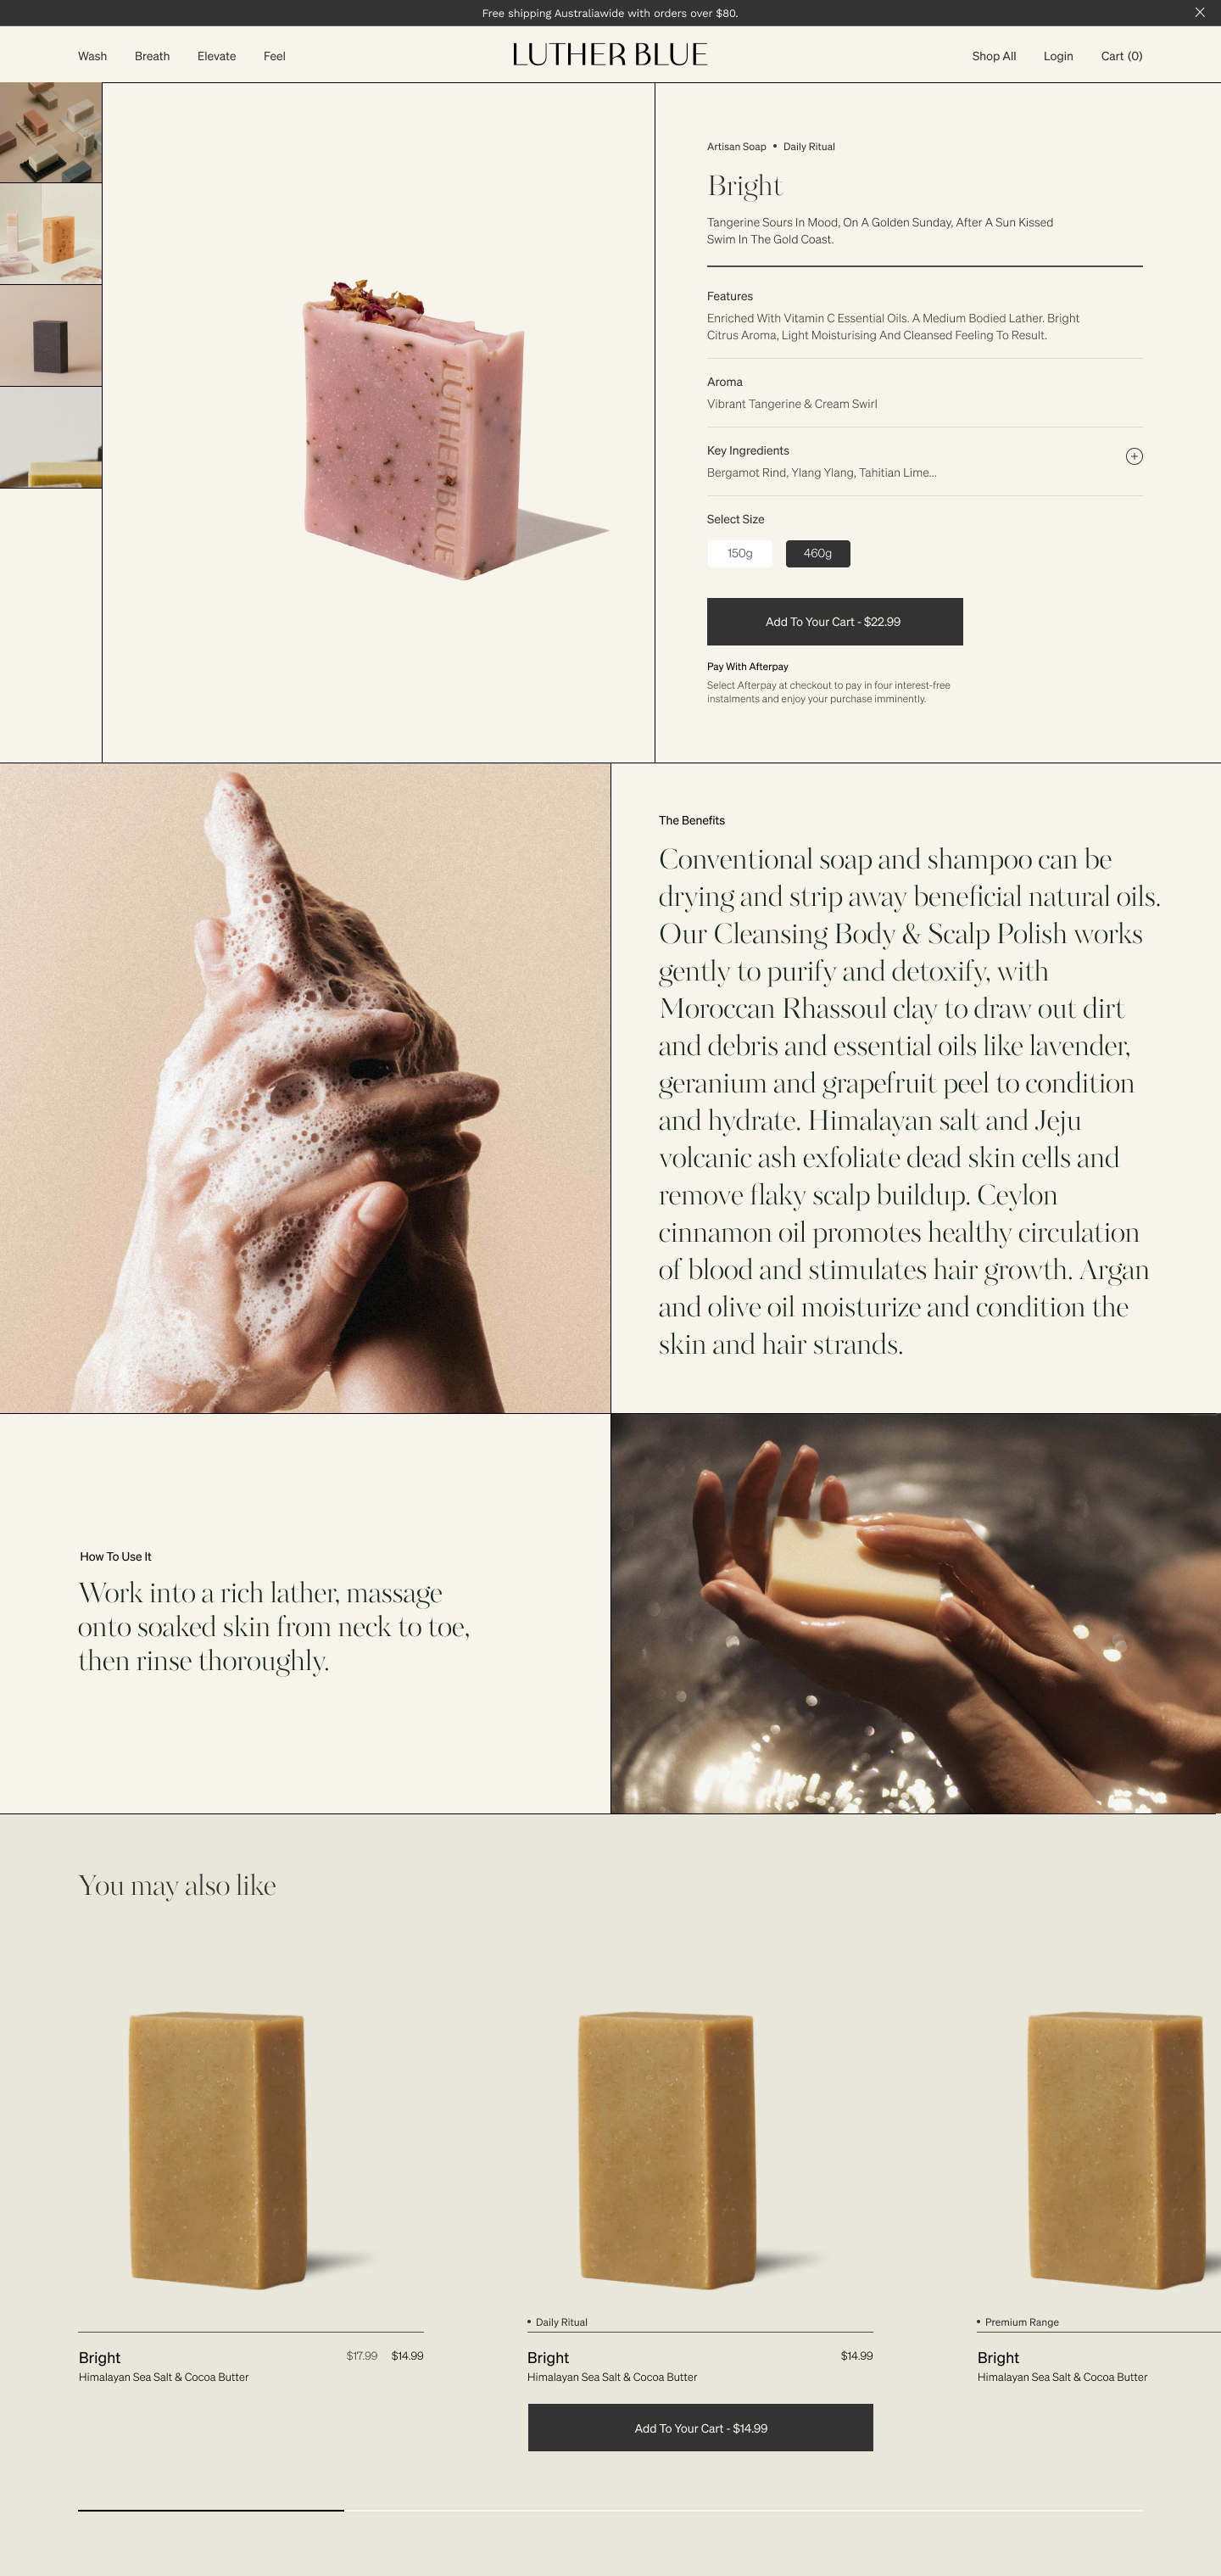 Free shipping Australiawide with orders over $80.
Wash Breath Elevate Feel
LUTHER BLUE
Shop All Login Cart (0)
Artisan Soap • Daily Ritual
Bright
Tangerine Sours In Mood, On A Golden Sunday, After A Sun Kissed
Swim In The Gold Coast.
Features
Enriched With Vitamin C Essential Oils. A Medium Bodied Lather. Bright
Citrus Aroma, Light Moisturising And Cleansed Feeling To Result.
Aroma
Vibrant Tangerine & Cream Swirl
Key Ingredients
Bergamot Rind, Ylang Ylang, Tahitian Lime...
Select Size
150g 460g
Add To Your Cart - $22.99
Pay With Afterpay
Select Afterpay at checkout to pay in four interest-free
instalments and enjoy your purchase imminently.
LUTHER BLUE
The Benefits
Conventional soap and shampoo can be
drying and strip away beneficial natural oils.
Our Cleansing Body & Scalp Polish works
gently to purify and detoxify, with
Moroccan Rhassoul clay to draw out dirt
and debris and essential oils like lavender,
geranium and grapefruit peel to condition
and hydrate. Himalayan salt and Jeju
volcanic ash exfoliate dead skin cells and
remove flaky scalp buildup. Ceylon
cinnamon oil promotes healthy circulation
of blood and stimulates hair growth. Argan
and olive oil moisturize and condition the
skin and hair strands.
How To Use It
Work into a rich lather, massage
onto soaked skin from neck to toe,
then rinse thoroughly.
You may also like
Bright $17.99 $14.99
Himalayan Sea Salt & Cocoa Butter
• Daily Ritual
Bright $14.99
Himalayan Sea Salt & Cocoa Butter
Add To Your Cart - $14.99
• Premium Range
Bright
Himalayan Sea Salt & Cocoa Butter